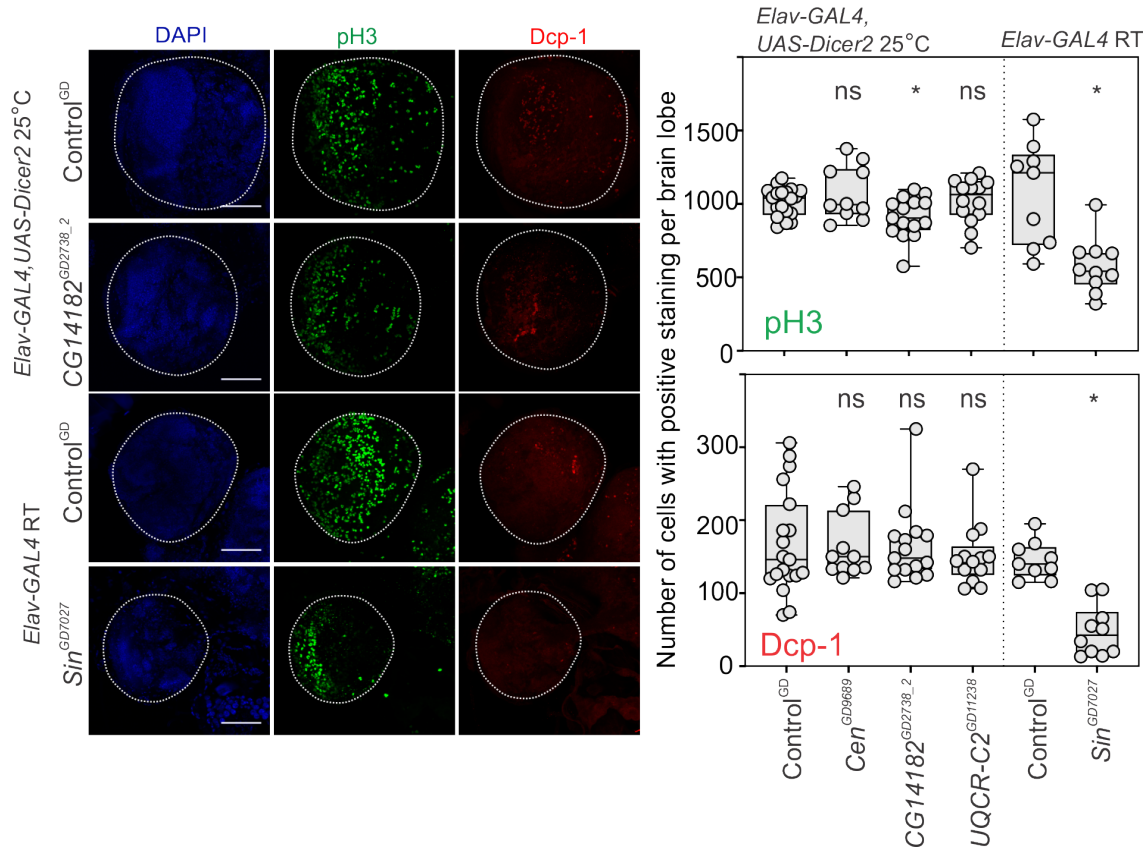 DAPI
pH3
Dcp-1
Elav-GAL4,UAS-Dicer2 25°C
Control^GD
CG14182^GD2738_2
Elav-GAL4 RT
Control^GD
Sin^GD7027
Elav-GAL4,
UAS-Dicer2 25°C
Elav-GAL4 RT
Number of cells with positive staining per brain lobe
ns
*
ns
*
1500
1000
500
0
pH3
ns
ns
ns
*
300
200
100
0
Dcp-1
Control^GD
Cen^GD9689
CG14182^GD2738_2
UQCR-C2^GD11238
Control^GD
Sin^GD7027